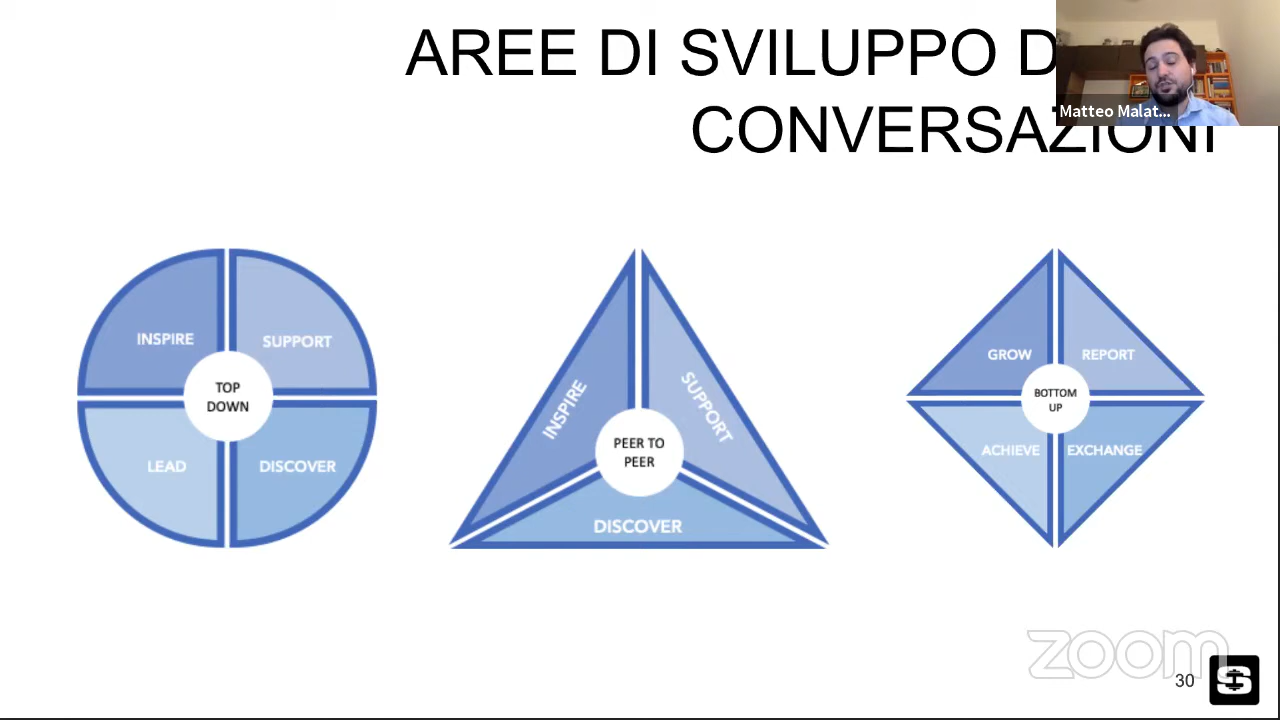 AREE DI SVILUPPO D
CONVERSAZIONI
Matteo Malat...
INSPIRE
SUPPORT
TOP
DOWN
LEAD
DISCOVER
INSPIRE
SUPPORT
PEER TO
PEER
DISCOVER
GROW
REPORT
BOTTOM
UP
ACHIEVE
EXCHANGE
zoom
30